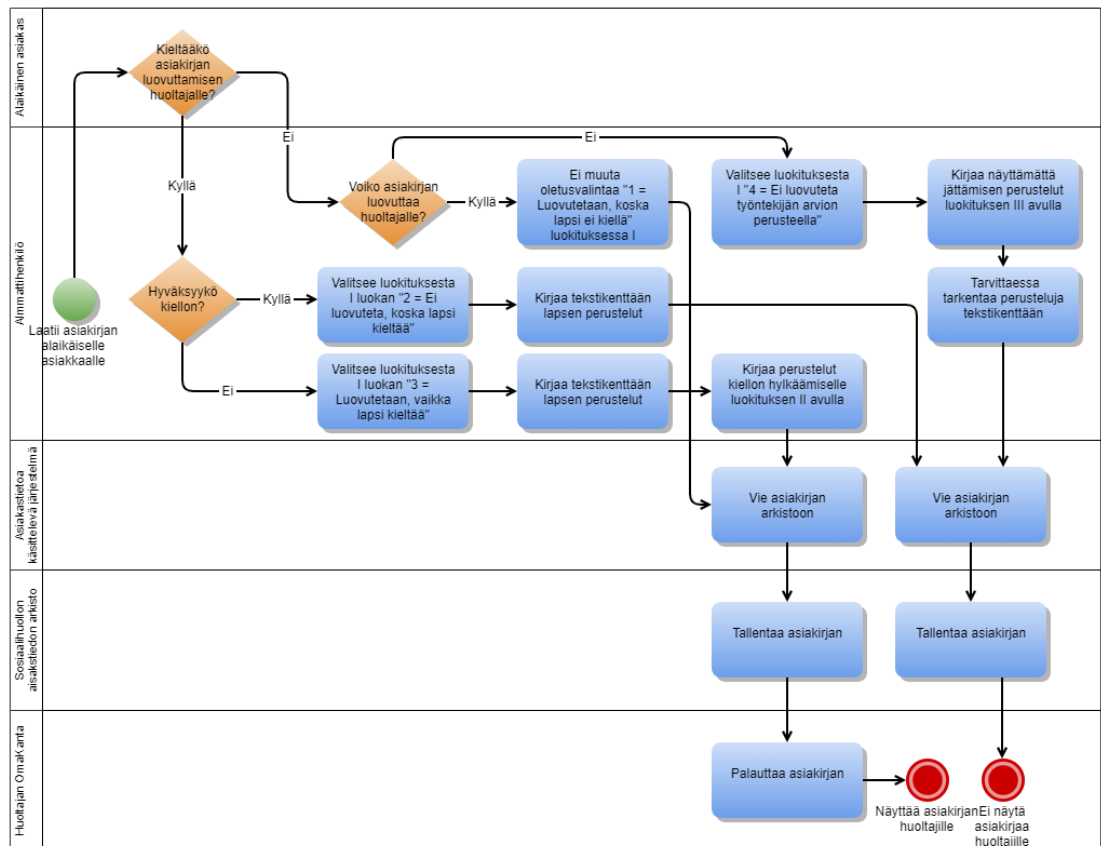 Alaikäinen asiakas
Kieltääkö
asiakirjan
luovuttamisen
huoltajalle?
Ei
Kyllä
Ammattihenkilö
Laatii asiakirjan
alaikäiselle
asiakkaalle
Ei
Voiko asiakirjan
luovuttaa
huoltajalle?
Kyllä
Ei muuta
oletusvalintaa "1 =
Luovutetaan, koska
lapsi ei kiellä"
luokituksessa I
Valitsee luokituksesta
I "4 = Ei luovuteta
työntekijän arvion
perusteella"
Kirjaa näyttämättä
jättämisen perustelut
luokituksen III avulla
Tarvittaessa
tarkentaa perusteluja
tekstikenttään
Hyväksyykö
kiellon?
Kyllä
Valitsee luokituksesta
I luokan "2 = Ei
luovuteta, koska lapsi
kieltää"
Kirjaa tekstikenttään
lapsen perustelut
Ei
Valitsee luokituksesta
I luokan "3 =
Luovutetaan, vaikka
lapsi kieltää"
Kirjaa tekstikenttään
lapsen perustelut
Kirjaa perustelut
kiellon hylkäämiselle
luokituksen II avulla
Asiakastietoa
käsittelevä järjestelmä
Vie asiakirjan
arkistoon
Vie asiakirjan
arkistoon
Sosiaalihuollon
aisakstiedon arkisto
Tallentaa asiakirjan
Tallentaa asiakirjan
Huoltajan OmaKanta
Palauttaa asiakirjan
Näyttää asiakirjan
huoltajille
Ei näytä
asiakirjaa
huoltajille